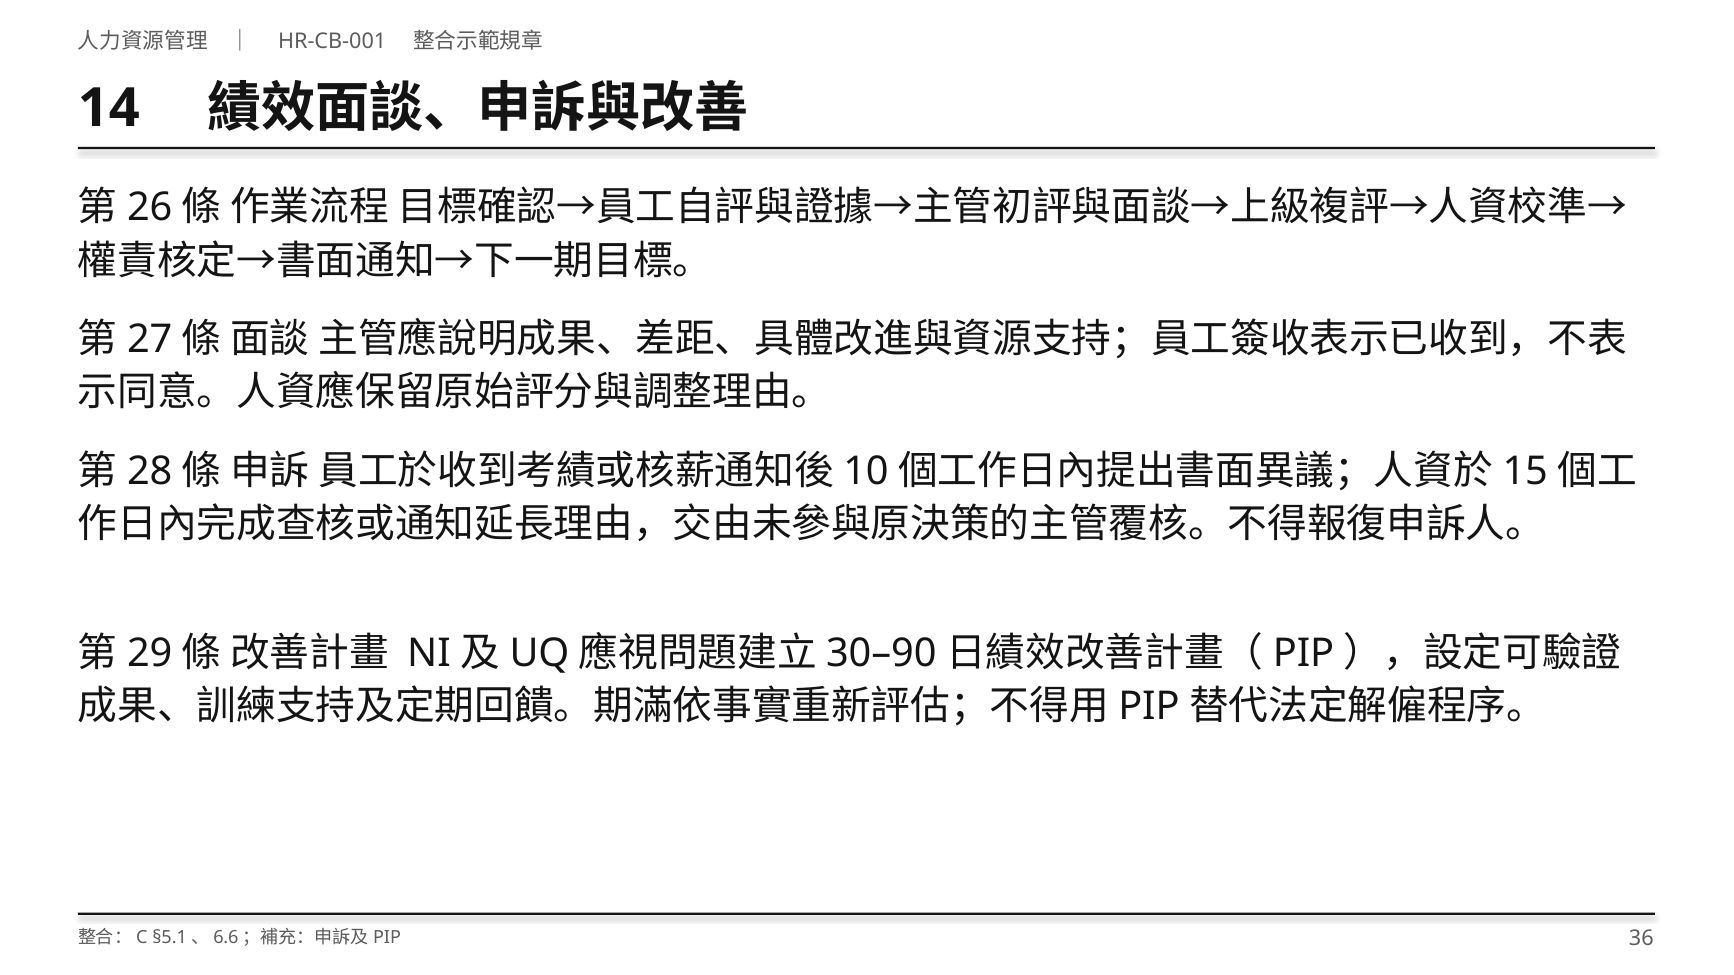 人力資源管理 ｜ HR-CB-001 整合示範規章
14 績效面談、申訴與改善
第 26 條 作業流程 目標確認→員工自評與證據→主管初評與面談→上級複評→人資校準→
權責核定→書面通知→下一期目標。
第 27 條 面談 主管應說明成果、差距、具體改進與資源支持；員工簽收表示已收到，不表
示同意。人資應保留原始評分與調整理由。
第 28 條 申訴 員工於收到考績或核薪通知後 10 個工作日內提出書面異議；人資於 15 個工
作日內完成查核或通知延長理由，交由未參與原決策的主管覆核。不得報復申訴人。
第 29 條 改善計畫 NI 及 UQ 應視問題建立 30–90 日績效改善計畫（ PIP ），設定可驗證
成果、訓練支持及定期回饋。期滿依事實重新評估；不得用 PIP 替代法定解僱程序。
整合： C §5.1 、 6.6 ；補充：申訴及 PIP
36